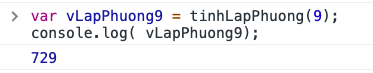 > var vLapPhuong9 = tinhLapPhuong(9);
console.log( vLapPhuong9);
729